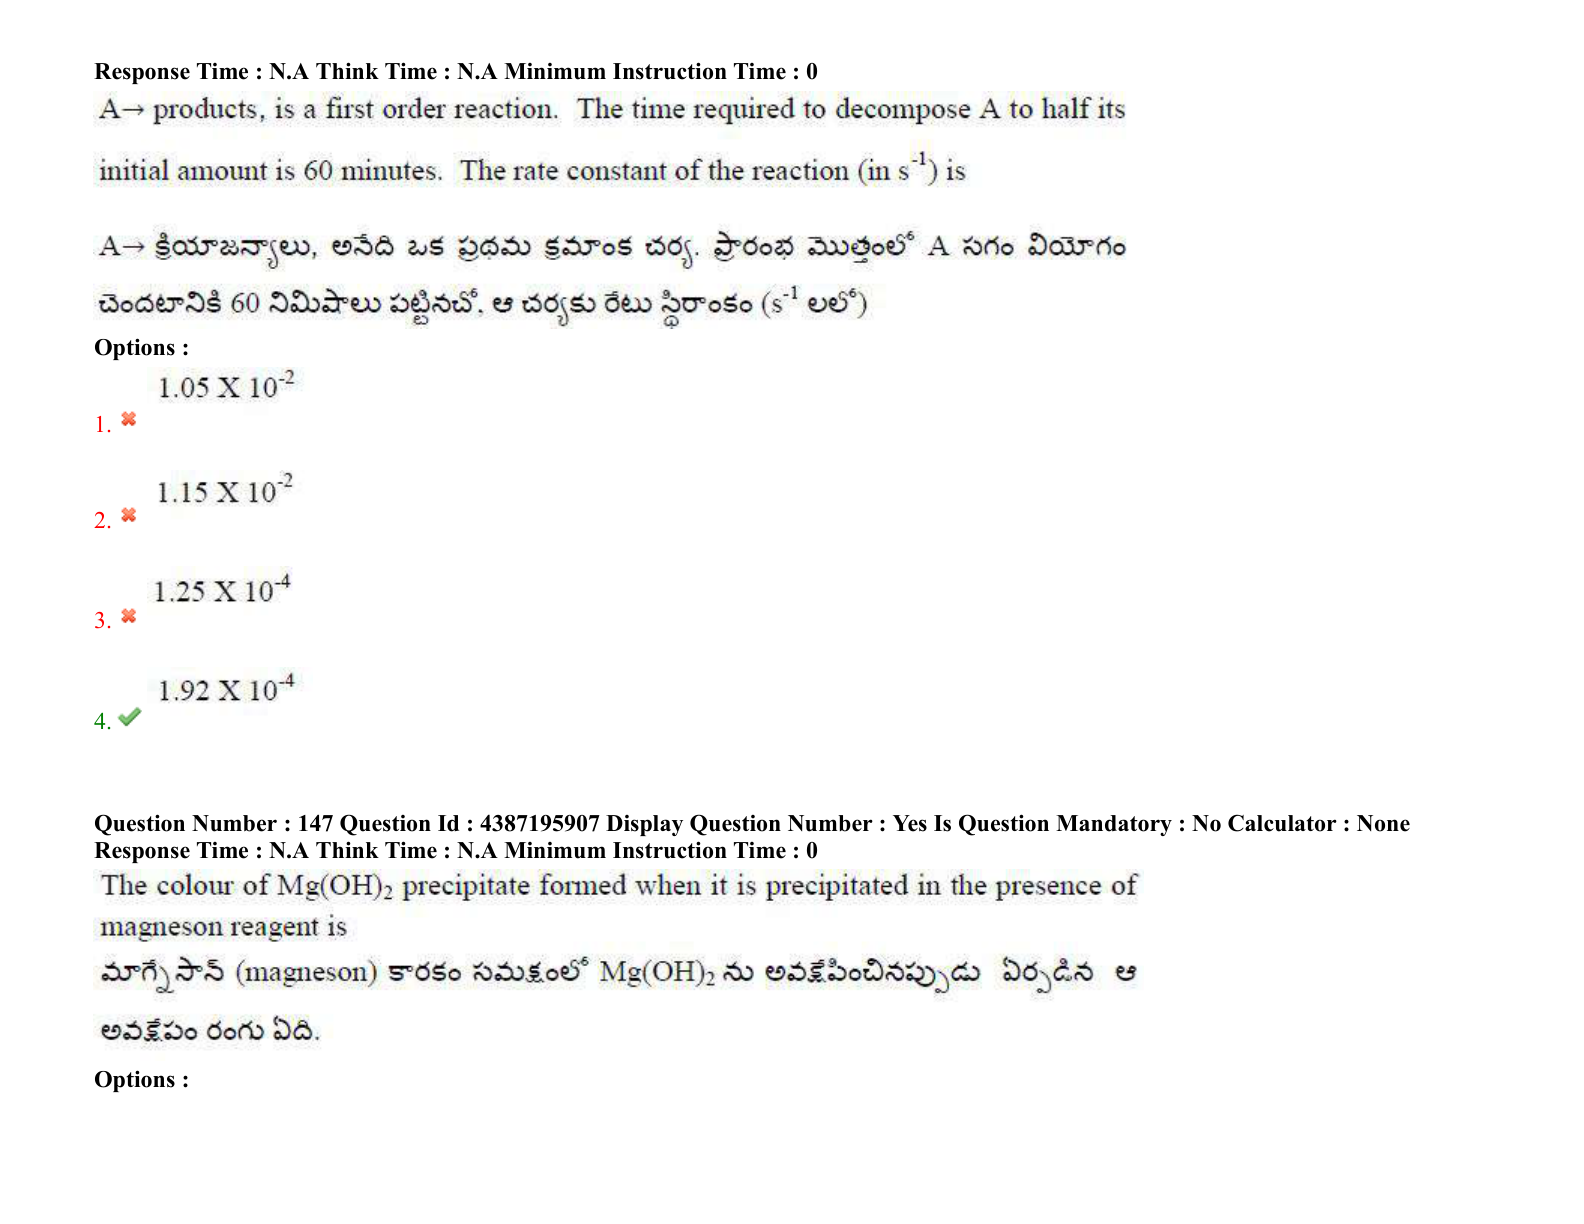 Response Time : N.A Think Time : N.A Minimum Instruction Time : 0
A→ products, is a first order reaction. The time required to decompose A to half its
initial amount is 60 minutes. The rate constant of the reaction (in s⁻¹) is
A→ క్రియాజన్యాలు, అనేది ఒక ప్రథమ క్రమాంక చర్య. ప్రారంభ మొత్తంలో A సగం వియోగం
చెందటానికి 60 నిమిషాలు పట్టినచో, ఆ చర్యకు రేటు స్థిరాంకం (s⁻¹ లలో)
Options :
1.05 X 10⁻²
1.
1.15 X 10⁻²
2.
1.25 X 10⁻⁴
3.
1.92 X 10⁻⁴
4.
Question Number : 147 Question Id : 4387195907 Display Question Number : Yes Is Question Mandatory : No Calculator : None
Response Time : N.A Think Time : N.A Minimum Instruction Time : 0
The colour of Mg(OH)₂ precipitate formed when it is precipitated in the presence of
magneson reagent is
మాగ్నేసాన్ (magneson) కారకం సమక్షంలో Mg(OH)₂ ను అవక్షేపించినప్పుడు ఏర్పడిన ఆ
అవక్షేపం రంగు ఏది.
Options :